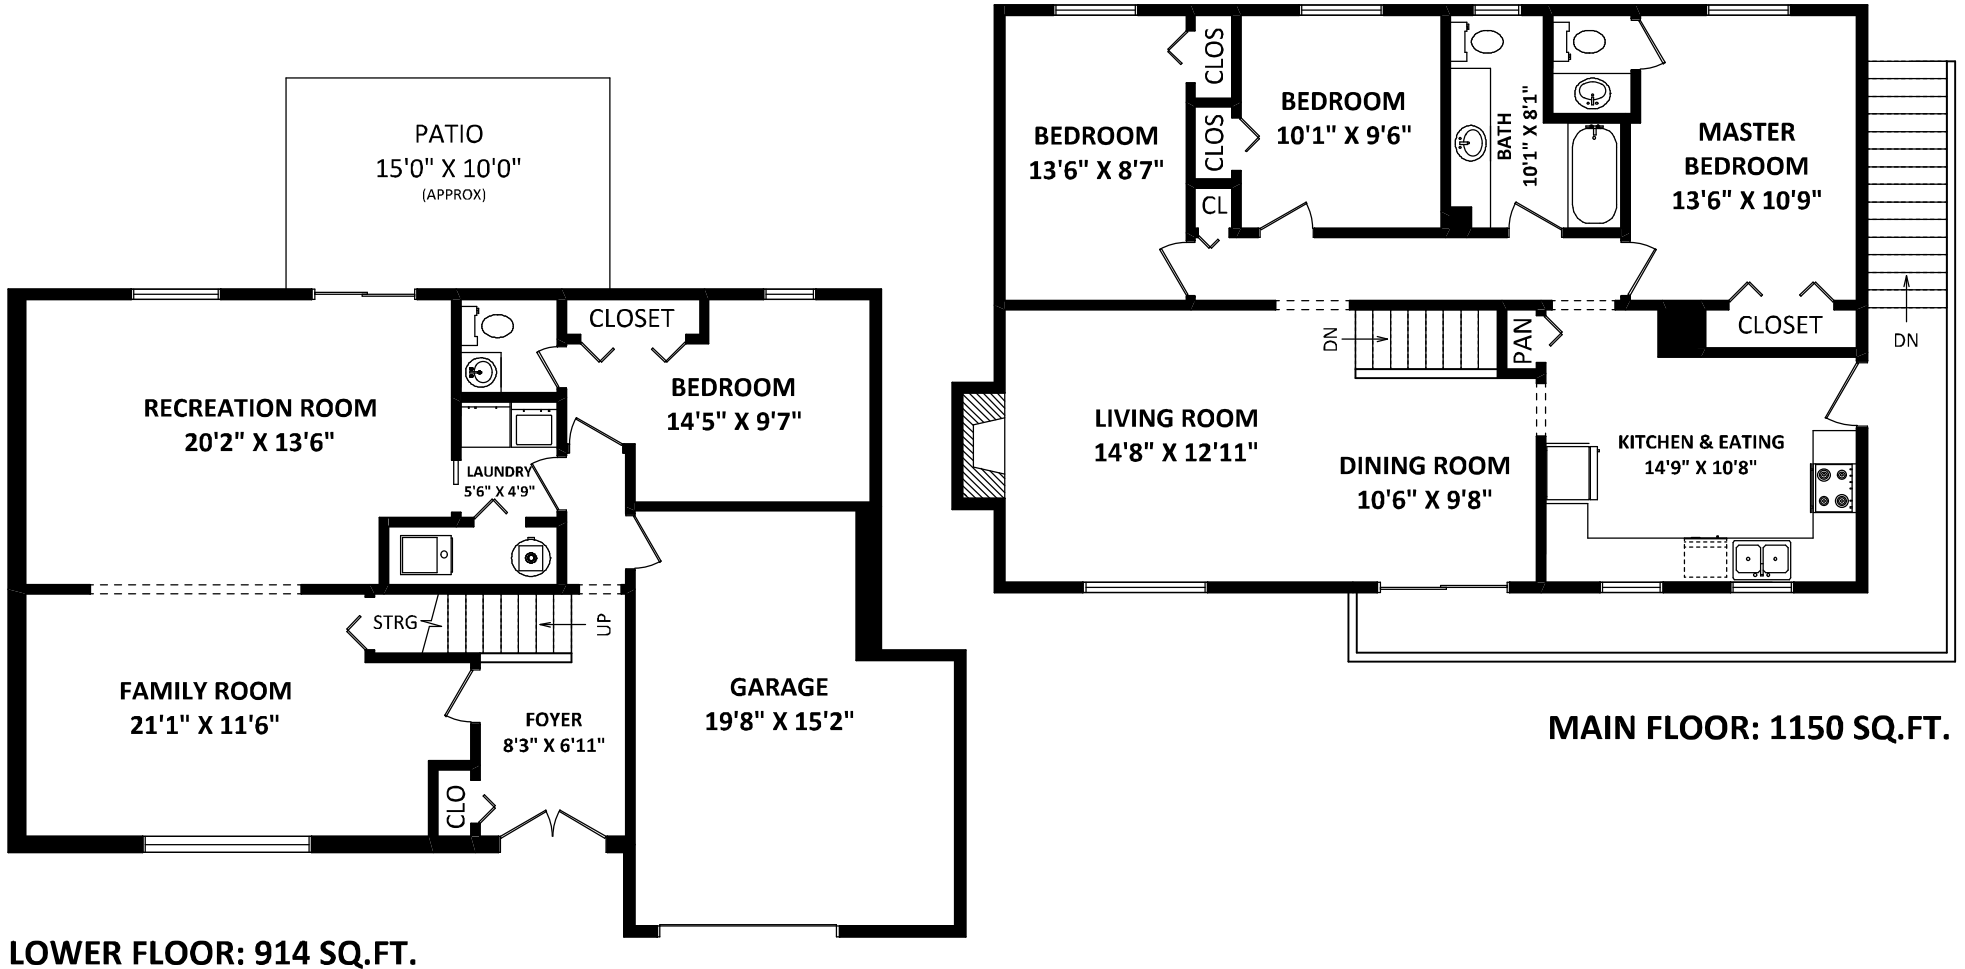 PATIO
15'0" X 10'0"
(APPROX)
RECREATION ROOM
20'2" X 13'6"
CLOSET
BEDROOM
14'5" X 9'7"
LAUNDRY
5'6" X 4'9"
STRG
UP
FAMILY ROOM
21'1" X 11'6"
FOYER
8'3" X 6'11"
CLO
GARAGE
19'8" X 15'2"
LOWER FLOOR: 914 SQ.FT.
BEDROOM
13'6" X 8'7"
CLOS
CLOS
CL
BEDROOM
10'1" X 9'6"
BATH
10'1" X 8'1"
MASTER
BEDROOM
13'6" X 10'9"
CLOSET
DN
LIVING ROOM
14'8" X 12'11"
DN
PAN
DINING ROOM
10'6" X 9'8"
KITCHEN & EATING
14'9" X 10'8"
MAIN FLOOR: 1150 SQ.FT.